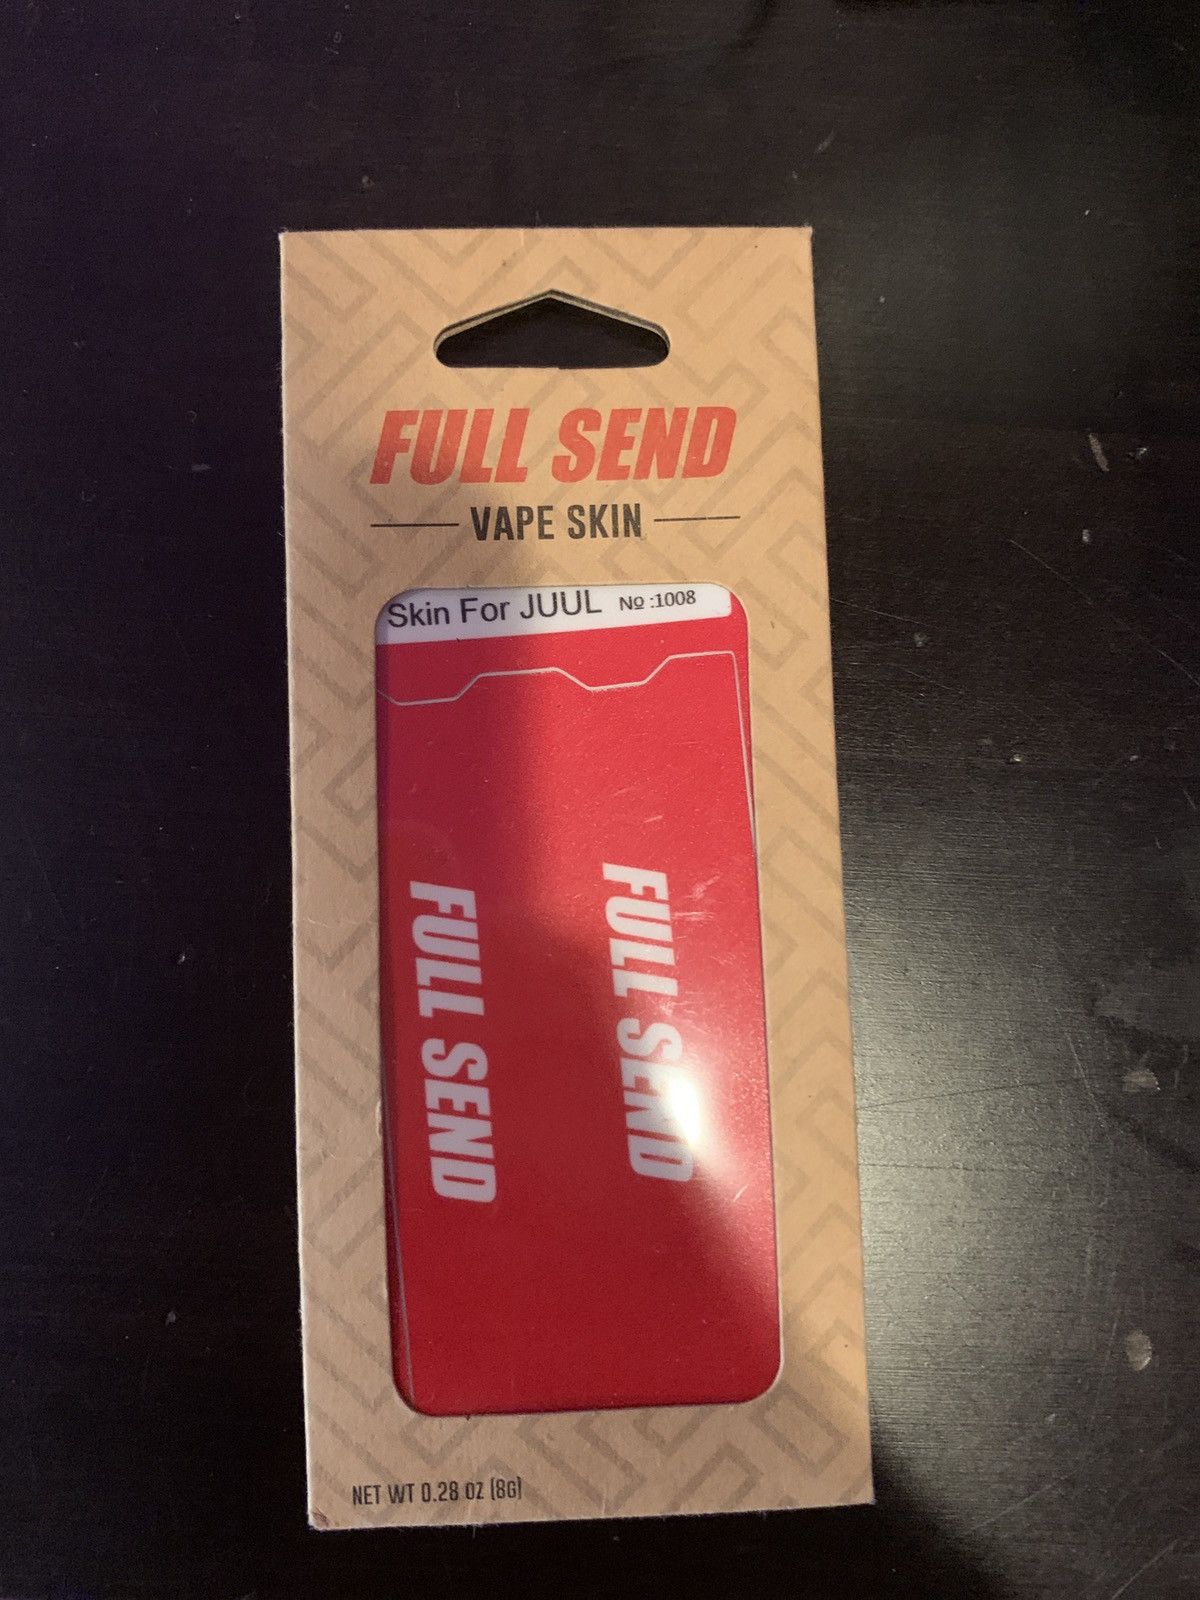 FULL SEND
VAPE SKIN
Skin For JUUL № :1008
FULL SEND
FULL SEND
NET WT 0.28 OZ (8G)